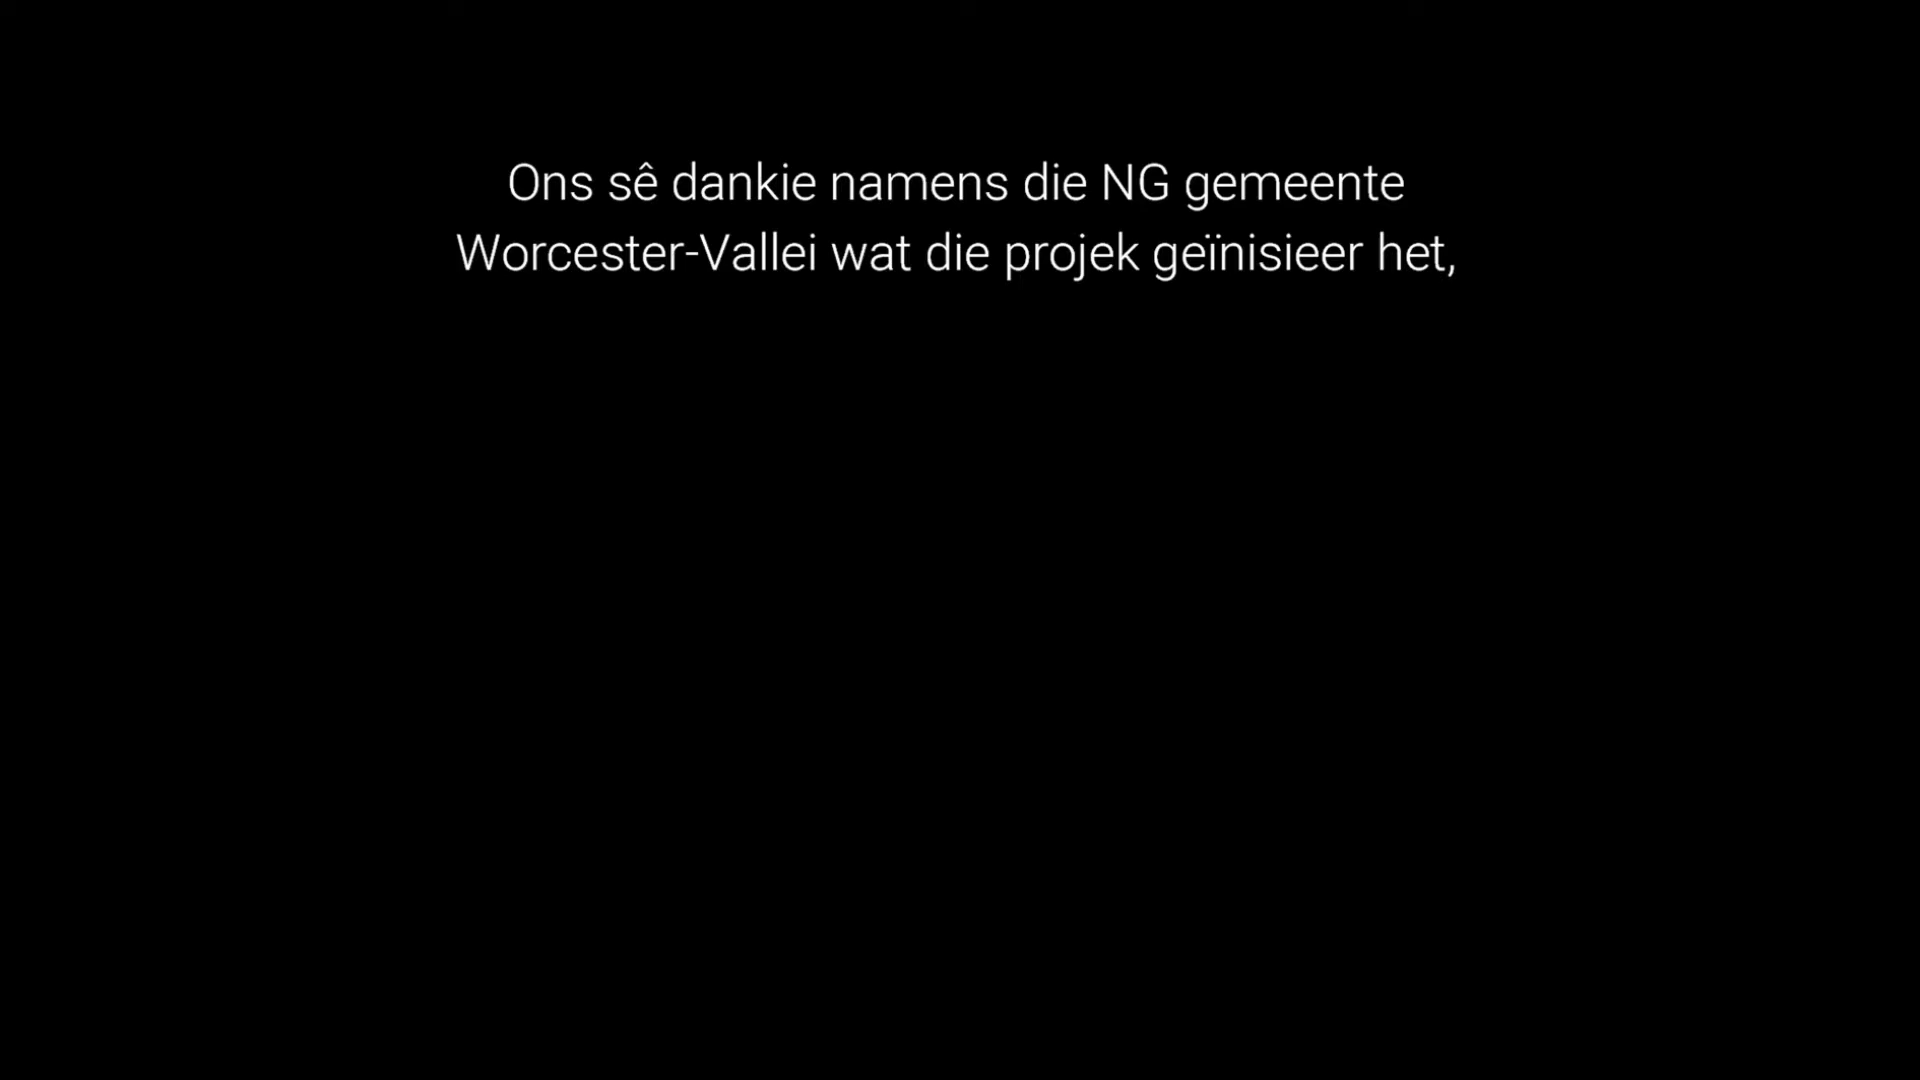 Ons sê dankie namens die NG gemeente
Worcester-Vallei wat die projek geïnisieer het,